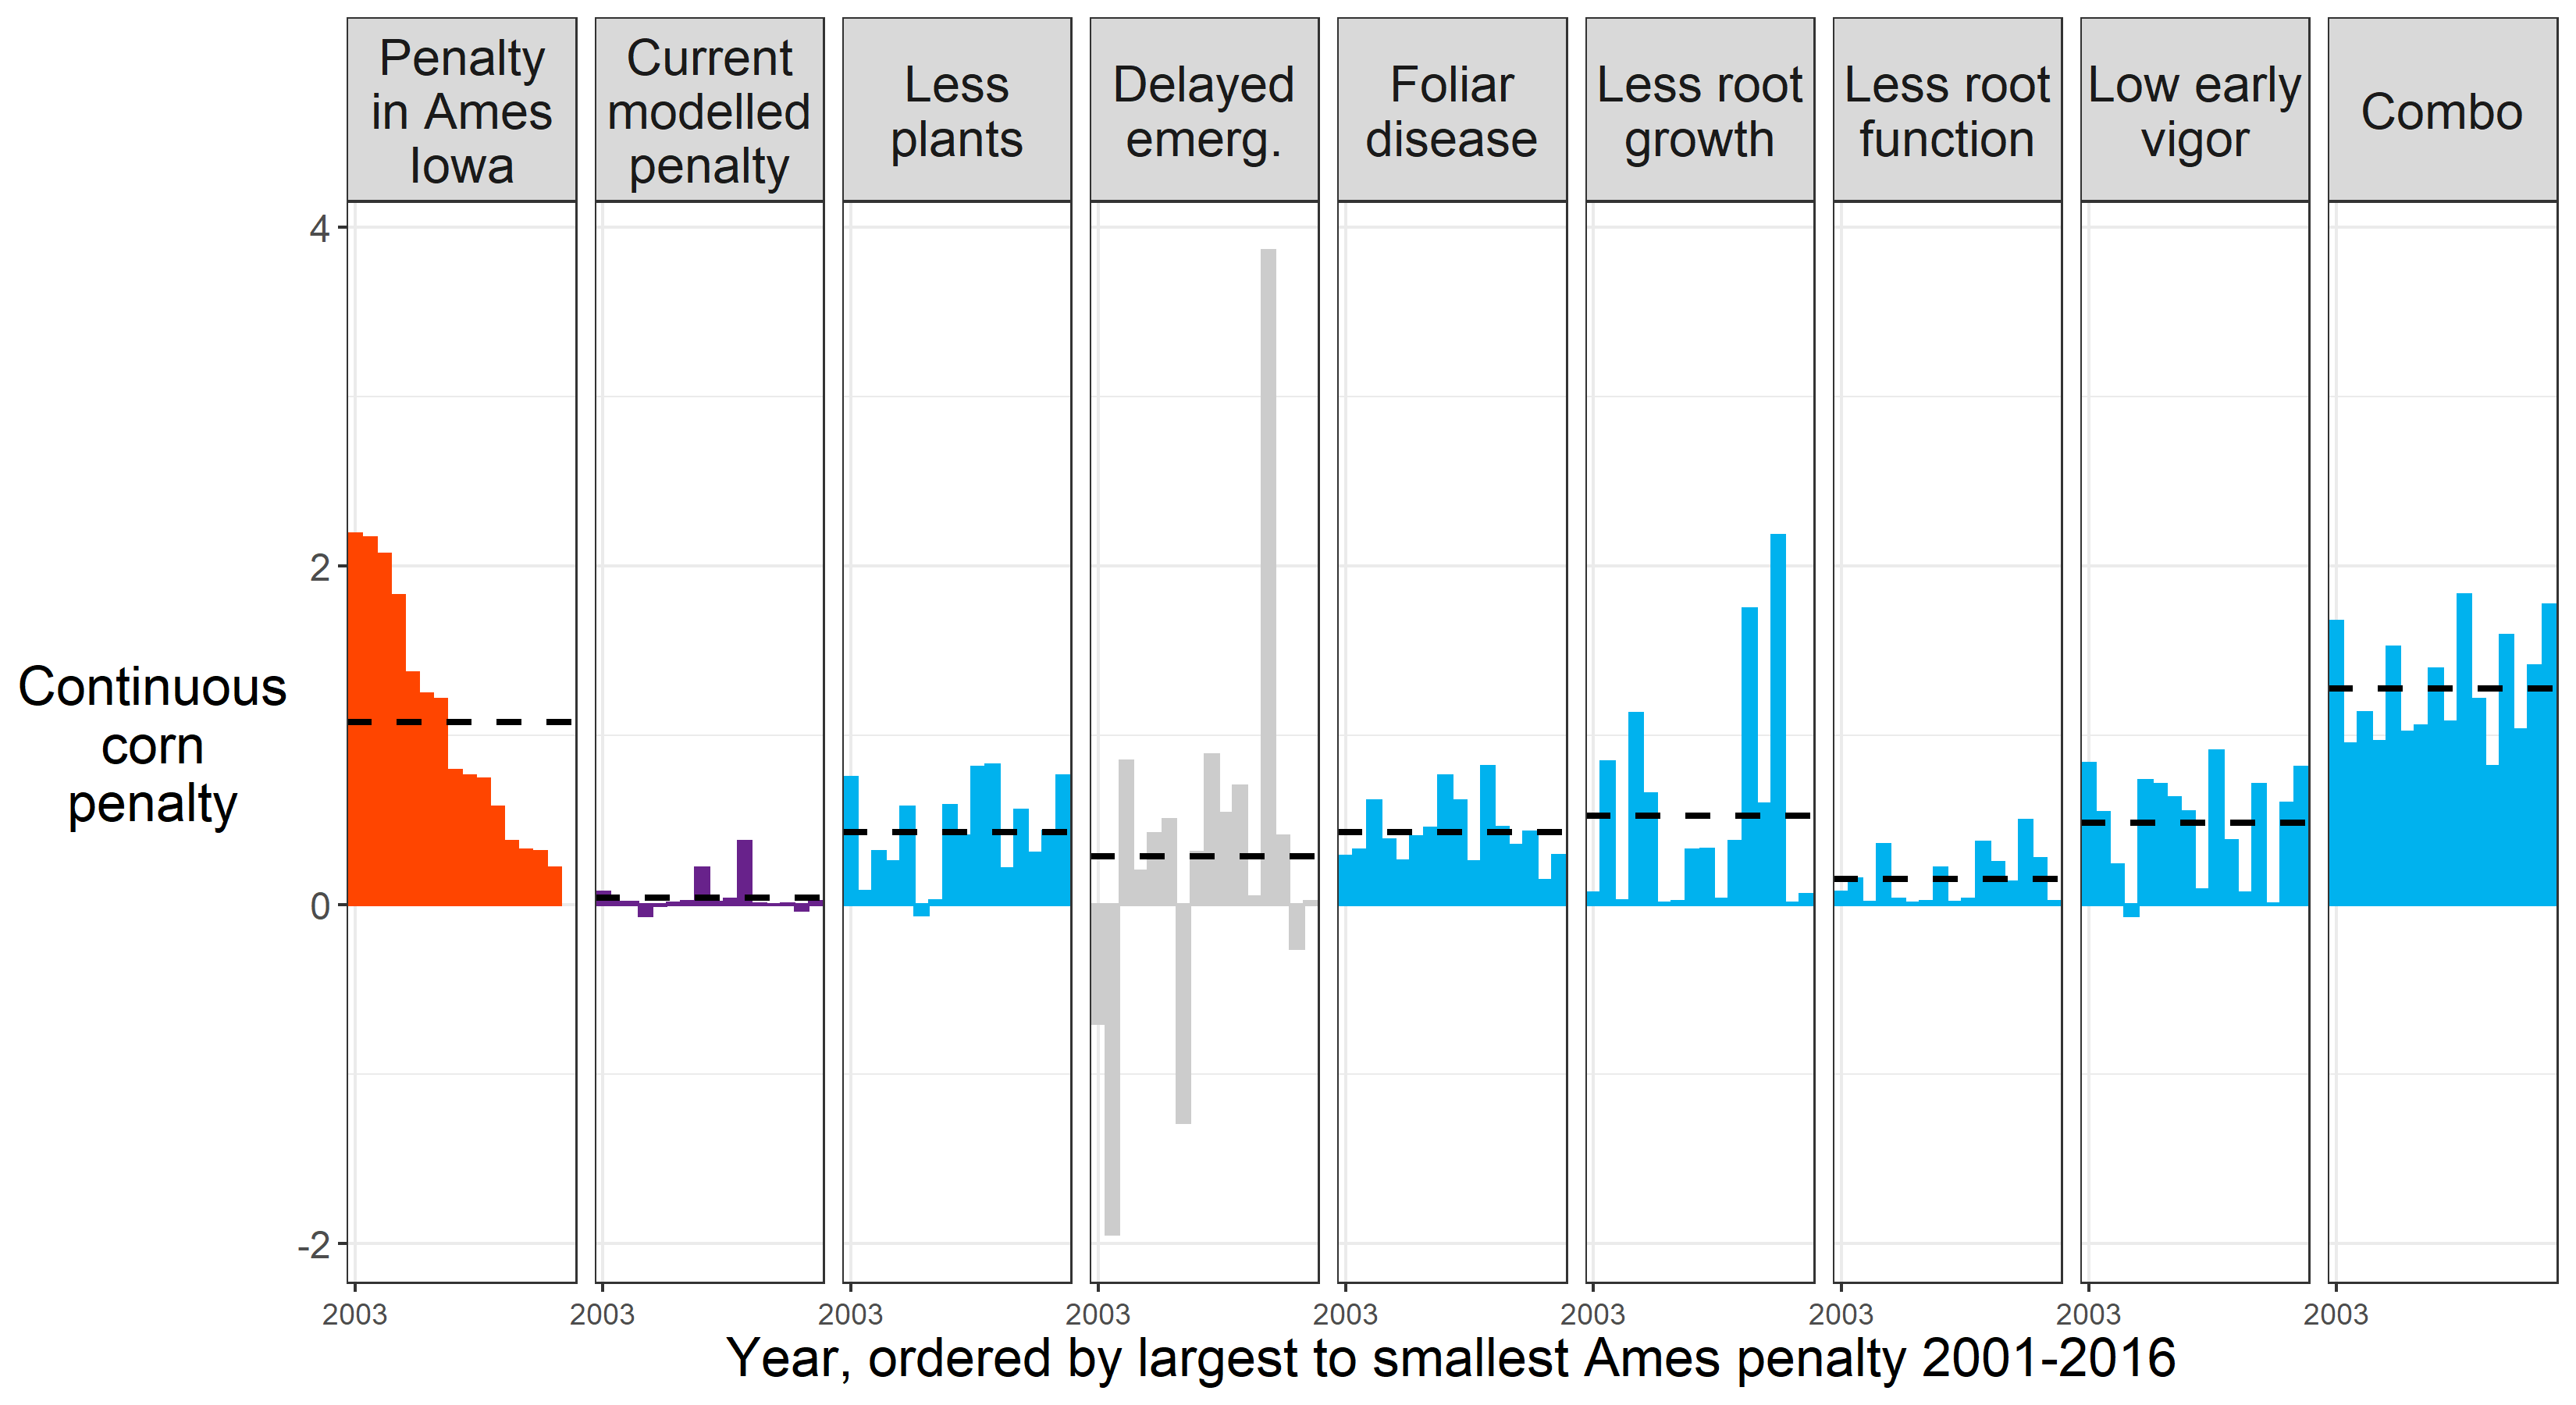 Penalty
in Ames
Iowa
Current
modelled
penalty
Less
plants
Delayed
emerg.
Foliar
disease
Less root
growth
Less root
function
Low early
vigor
Combo
4
2
0
-2
Continuous
corn
penalty
2003 2003 2003 2003 2003 2003 2003 2003 2003
Year, ordered by largest to smallest Ames penalty 2001-2016